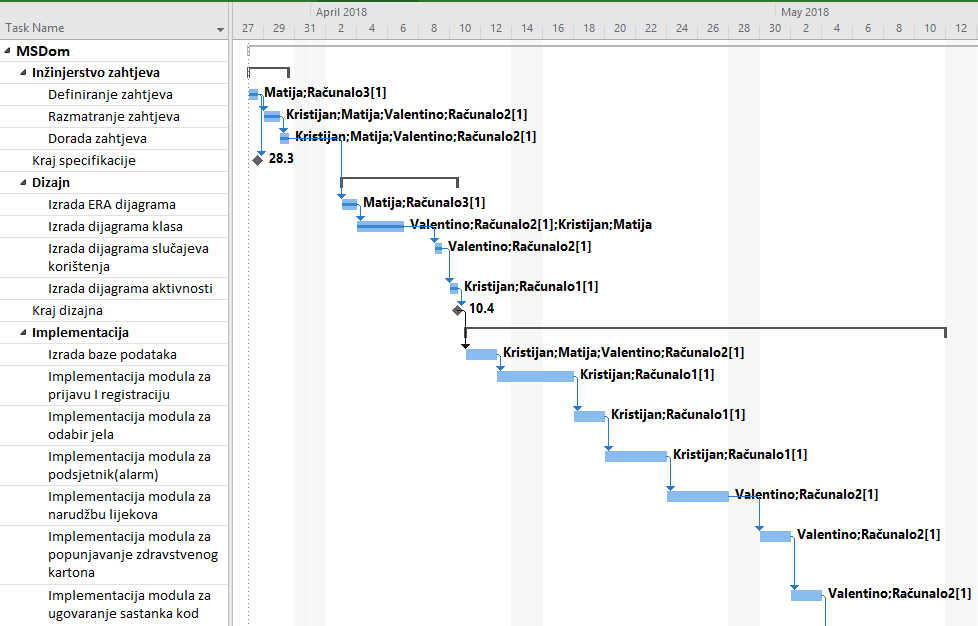 April 2018 May 2018
Task Name 27 29 31 2 4 6 8 10 12 14 16 18 20 22 24 26 28 30 2 4 6 8 10 12
MSDom
Inžinjerstvo zahtjeva
Definiranje zahtjeva Matija;Računalo3[1]
Razmatranje zahtjeva Kristijan;Matija;Valentino;Računalo2[1]
Dorada zahtjeva Kristijan;Matija;Valentino;Računalo2[1]
Kraj specifikacije 28.3
Dizajn
Izrada ERA dijagrama Matija;Računalo3[1]
Izrada dijagrama klasa Valentino;Računalo2[1];Kristijan;Matija
Izrada dijagrama slučajeva Valentino;Računalo2[1]
korištenja
Izrada dijagrama aktivnosti Kristijan;Računalo1[1]
Kraj dizajna 10.4
Implementacija
Izrada baze podataka Kristijan;Matija;Valentino;Računalo2[1]
Implementacija modula za Kristijan;Računalo1[1]
prijavu I registraciju
Implementacija modula za Kristijan;Računalo1[1]
odabir jela
Implementacija modula za Kristijan;Računalo1[1]
podsjetnik(alarm)
Implementacija modula za Valentino;Računalo2[1]
narudžbu lijekova
Implementacija modula za Valentino;Računalo2[1]
popunjavanje zdravstvenog
kartona
Implementacija modula za Valentino;Računalo2[1]
ugovaranje sastanka kod